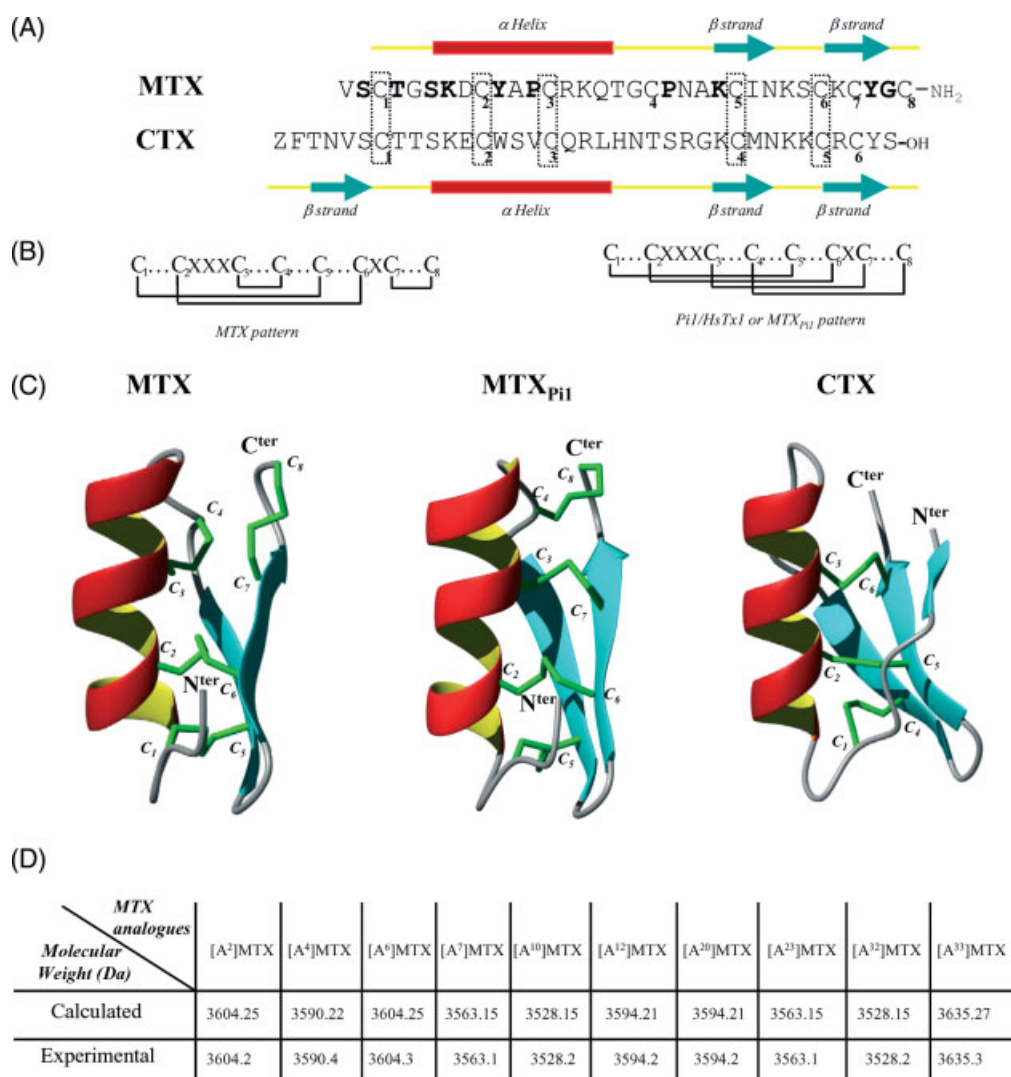 (A)
α Helix
β strand
β strand
MTX
VSCTGSKDCYAPCRKQTGCPNAKCINKSCKCYGC-NH2
1 2 3 4 5 6 7 8
CTX
ZFTNVSCTTSKECWSVCQRLHNTSRGKCMNKKCRCYS-OH
1 2 3 4 5 6
β strand
α Helix
β strand
β strand
(B)
C1...C2XXXC3...C4...C5...C6XC7...C8
MTX pattern
C1...C2XXXC3...C4...C5...C6XC7...C8
Pi1/HsTx1 or MTXPi1 pattern
(C)
MTX
Cter
C8
C4
C3
C7
C2
Nter
C6
C1
C5
MTXPi1
Cter
C8
C4
C3
C7
C2
Nter
C6
C5
CTX
Cter
Nter
C3
C6
C2
C5
C1
C4
(D)
MTX analogues
Molecular Weight (Da)
[A2]MTX [A4]MTX [A6]MTX [A7]MTX [A10]MTX [A12]MTX [A20]MTX [A23]MTX [A32]MTX [A33]MTX
Calculated 3604.25 3590.22 3604.25 3563.15 3528.15 3594.21 3594.21 3563.15 3528.15 3635.27
Experimental 3604.2 3590.4 3604.3 3563.1 3528.2 3594.2 3594.2 3563.1 3528.2 3635.3